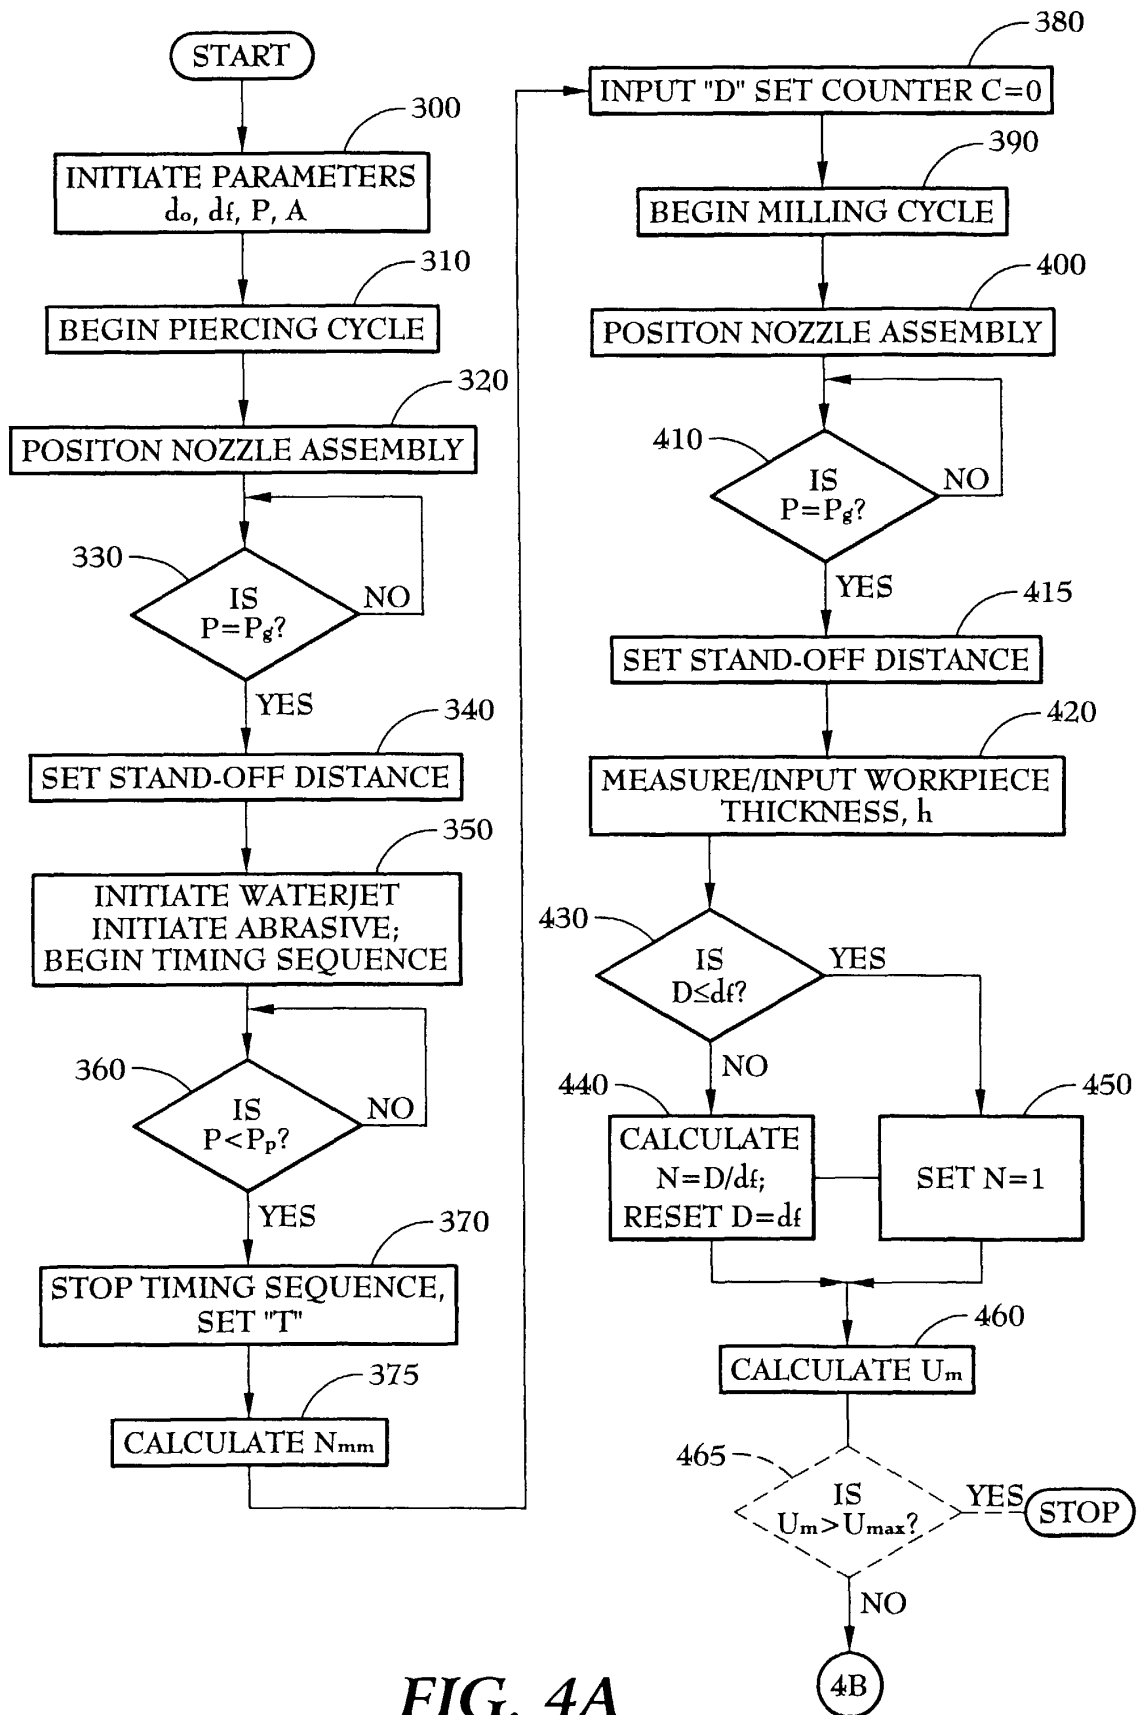 START
300
INITIATE PARAMETERS
do, df, P, A
310
BEGIN PIERCING CYCLE
320
POSITON NOZZLE ASSEMBLY
330
IS
P=Pg?
NO
YES
340
SET STAND-OFF DISTANCE
350
INITIATE WATERJET
INITIATE ABRASIVE;
BEGIN TIMING SEQUENCE
360
IS
P<Pp?
NO
YES
370
STOP TIMING SEQUENCE,
SET "T"
375
CALCULATE Nmm
380
INPUT "D" SET COUNTER C=0
390
BEGIN MILLING CYCLE
400
POSITON NOZZLE ASSEMBLY
410
IS
P=Pg?
NO
YES
415
SET STAND-OFF DISTANCE
420
MEASURE/INPUT WORKPIECE
THICKNESS, h
430
IS
D≤df?
YES
NO
440
CALCULATE
N=D/df;
RESET D=df
450
SET N=1
460
CALCULATE Um
465
IS
Um>Umax?
YES
STOP
NO
4B
FIG. 4A